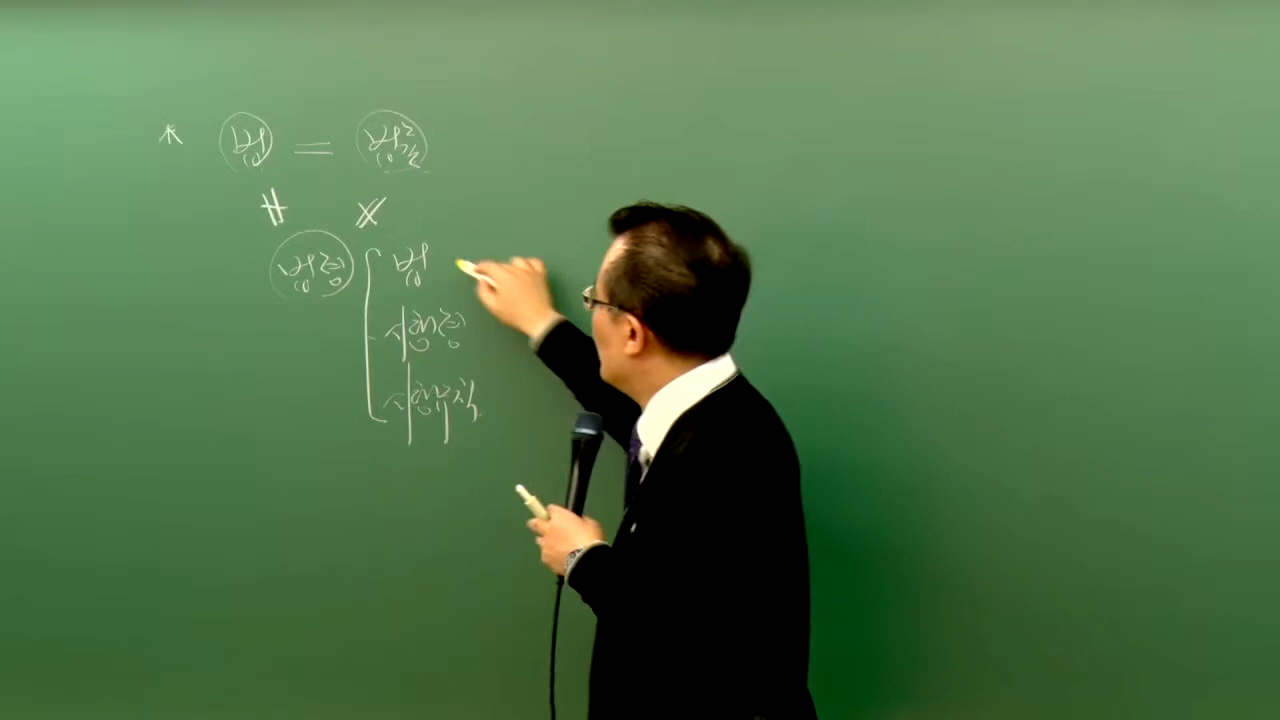 * 법 = 법률
≠ ≠
법령 { 법
시행령
시행규칙